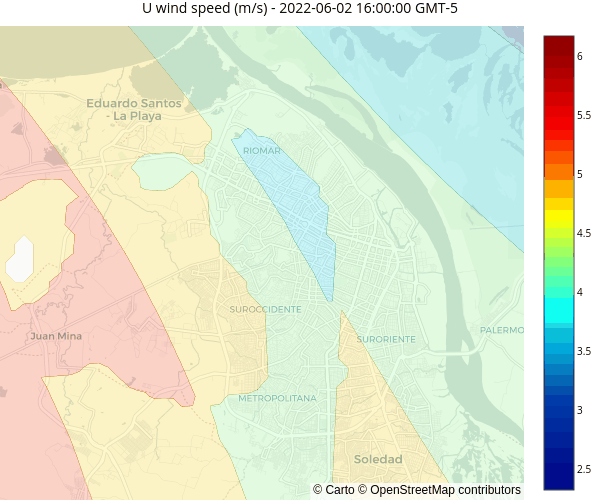 U wind speed (m/s) - 2022-06-02 16:00:00 GMT-5
6
5.5
5
4.5
4
3.5
3
2.5
Eduardo Santos
- La Playa
RIOMAR
SUROCCIDENTE
Juan Mina
SURORIENTE
PALERMO
METROPOLITANA
Soledad
© Carto © OpenStreetMap contributors